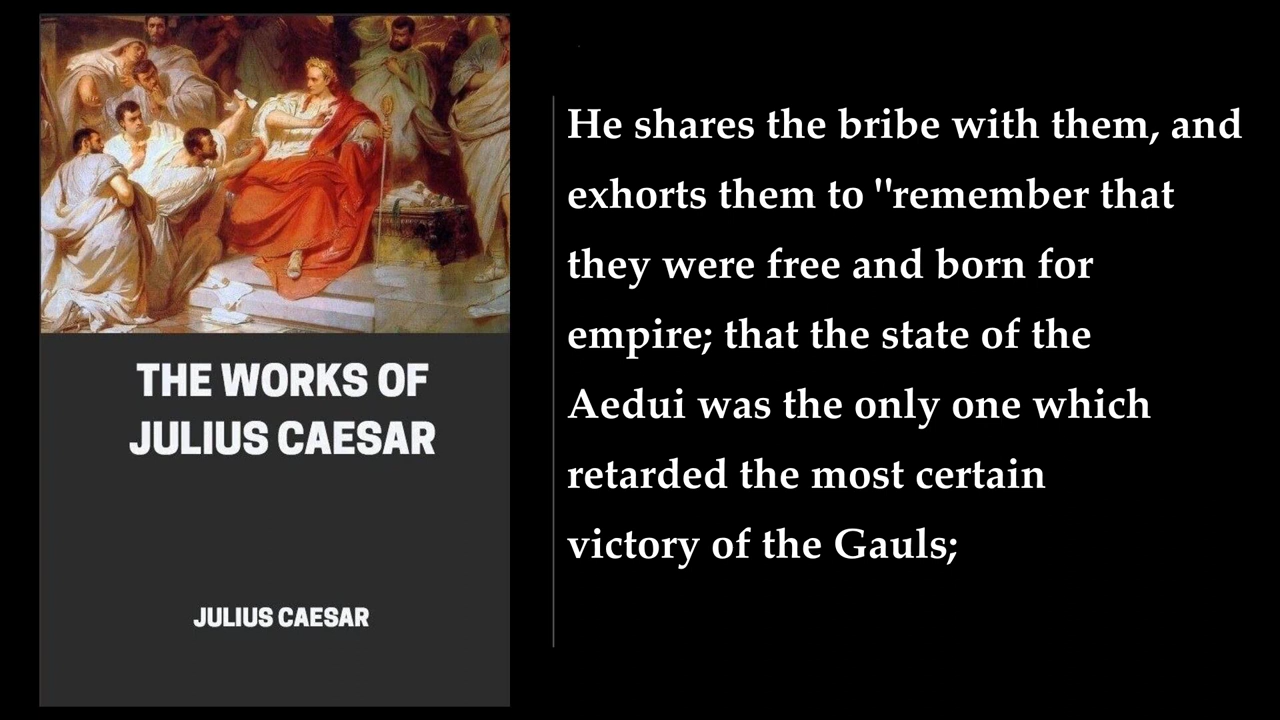 THE WORKS OF
JULIUS CAESAR
JULIUS CAESAR
He shares the bribe with them, and
exhorts them to "remember that
they were free and born for
empire; that the state of the
Aedui was the only one which
retarded the most certain
victory of the Gauls;